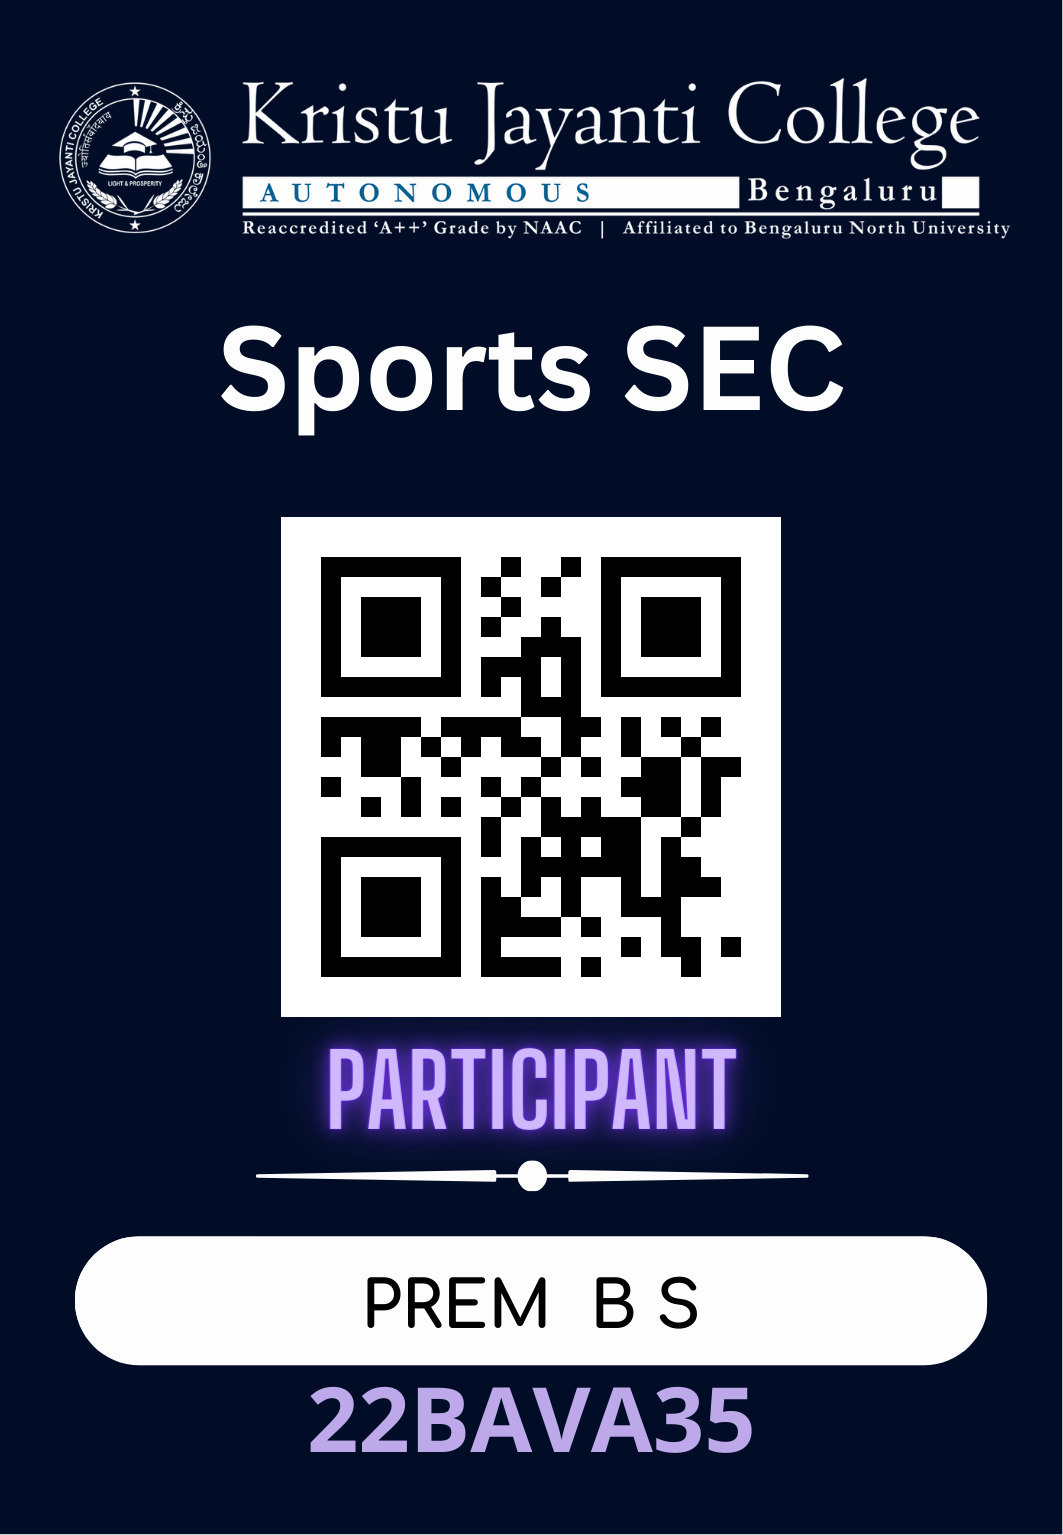 Kristu Jayanti College
AUTONOMOUS Bengaluru
Reaccredited ‘A++’ Grade by NAAC | Affiliated to Bengaluru North University
KRISTU JAYANTI COLLEGE
ಕ್ರಿಸ್ತು ಜಯಂತಿ ಕಾಲೇಜು
LIGHT & PROSPERITY
Sports SEC
PARTICIPANT
PREM B S
22BAVA35